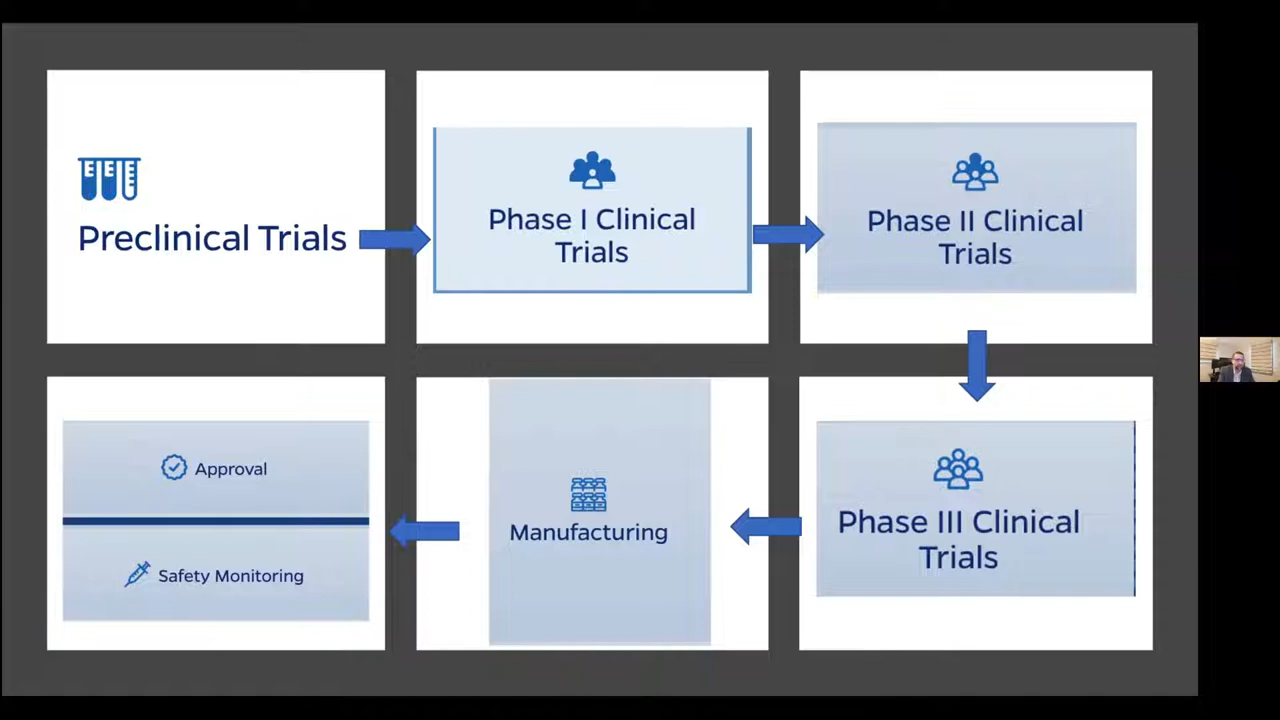 Preclinical Trials
Phase I Clinical
Trials
Phase II Clinical
Trials
Phase III Clinical
Trials
Manufacturing
Approval
Safety Monitoring